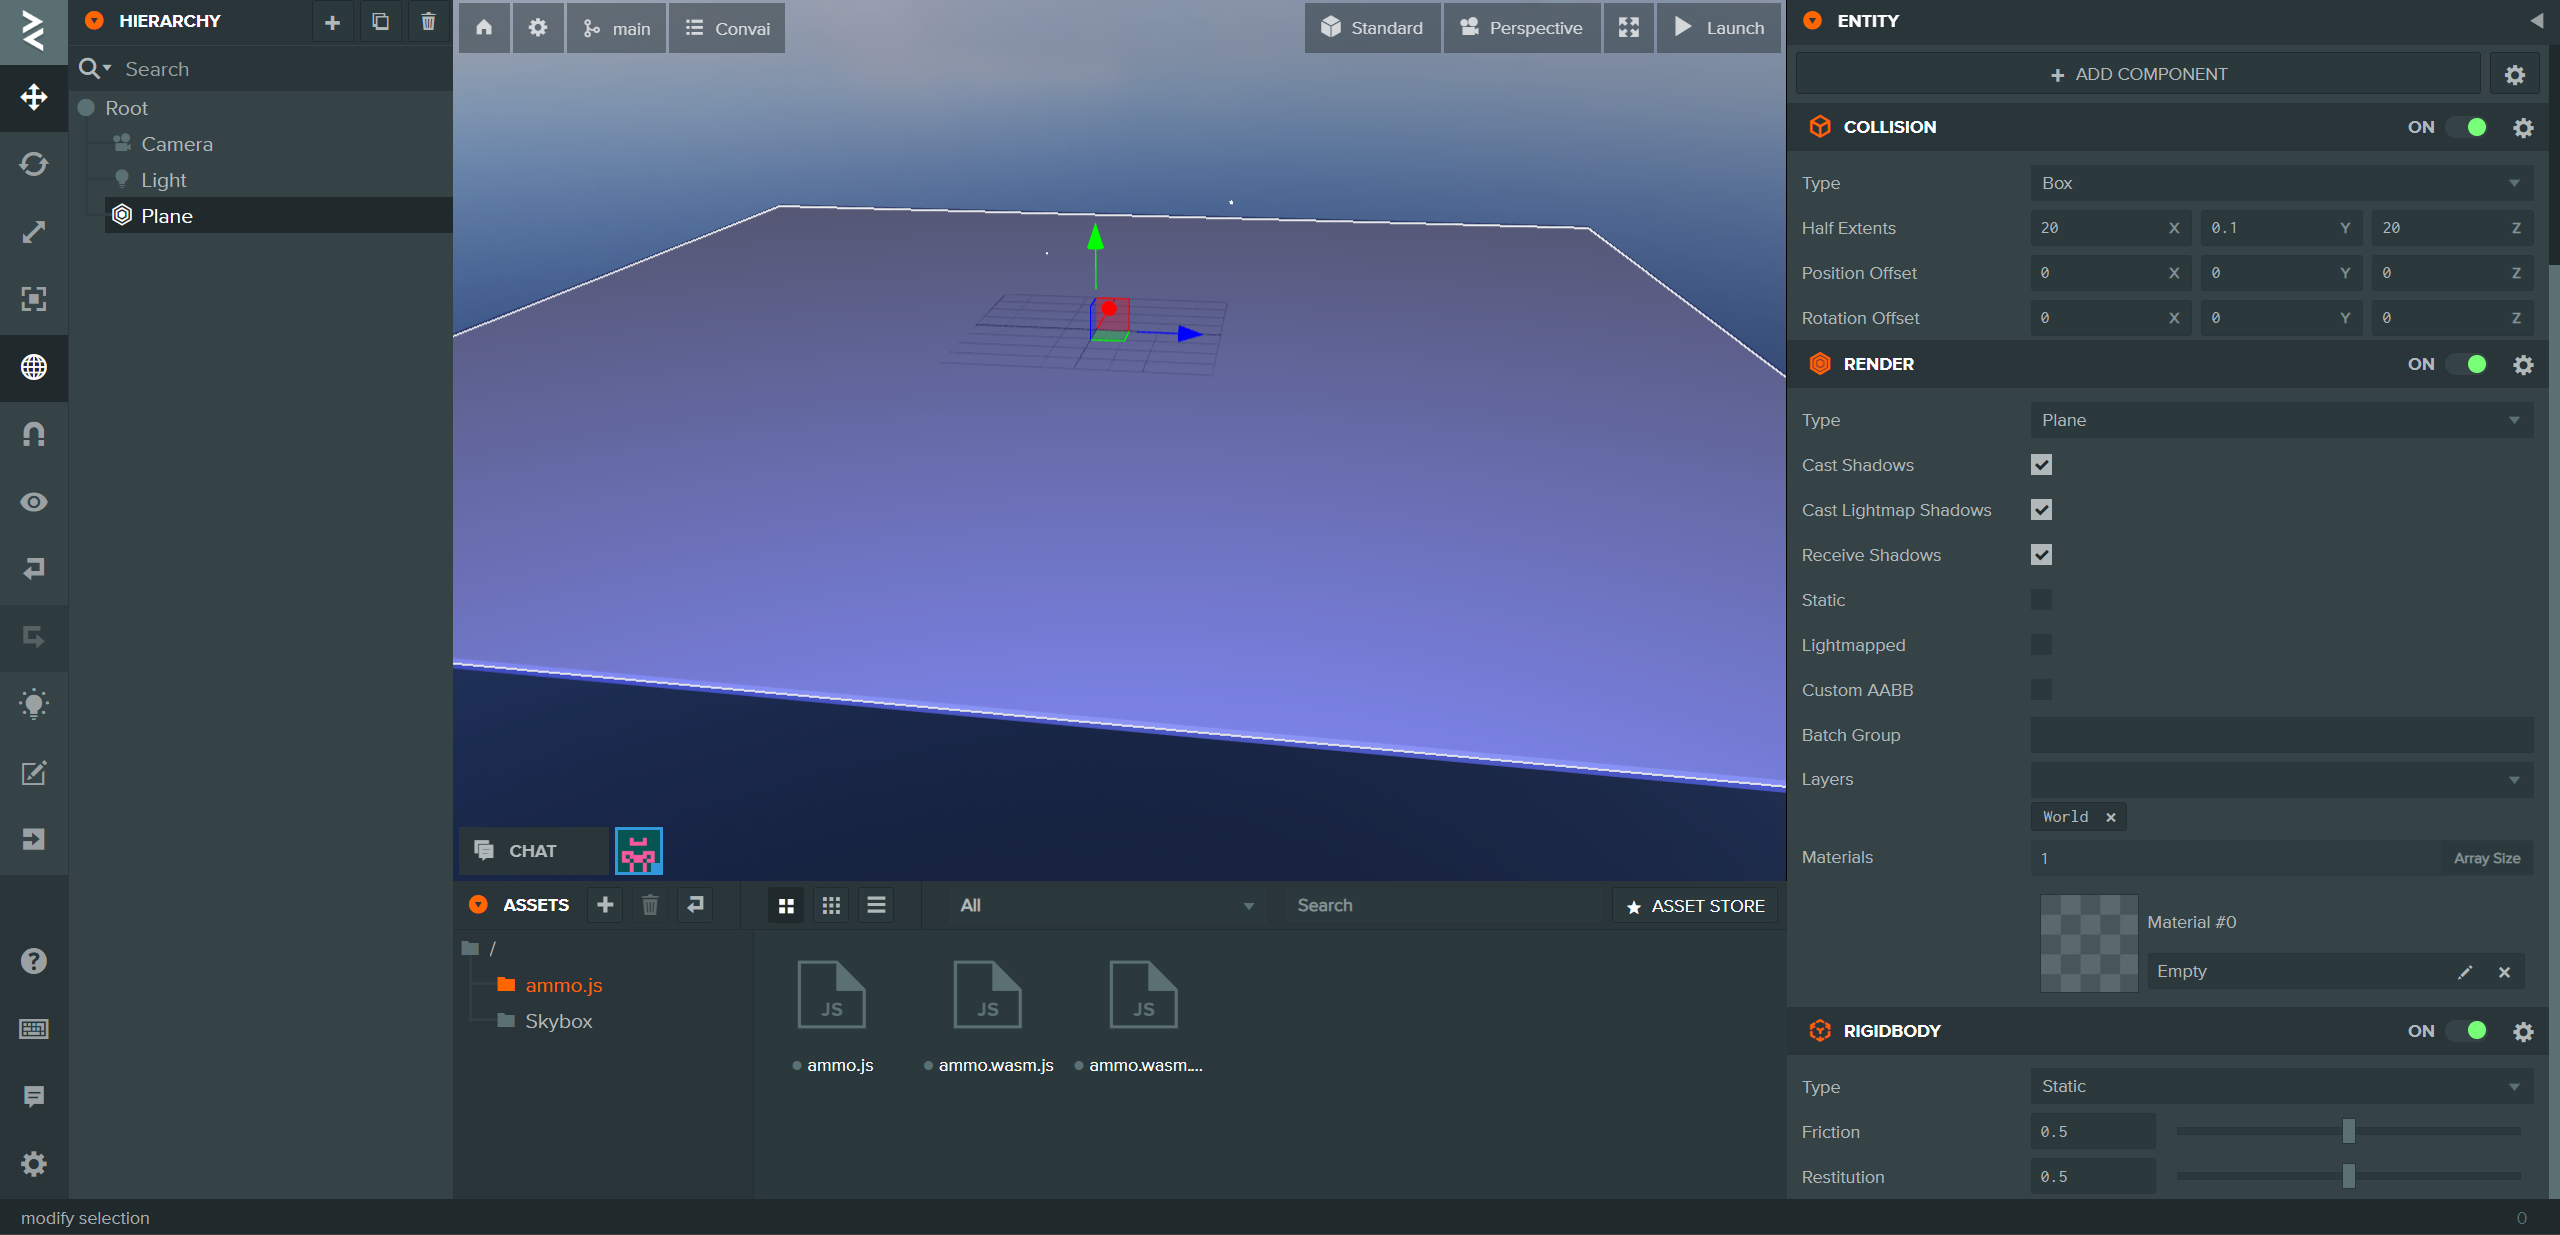 HIERARCHY
Search
Root
Camera
Light
Plane
main
Convai
Standard
Perspective
Launch
CHAT
ASSETS
All
Search
ASSET STORE
/
ammo.js
Skybox
JS
JS
JS
ammo.js
ammo.wasm.js
ammo.wasm....
ENTITY
ADD COMPONENT
COLLISION
ON
Type
Box
Half Extents
20 X 0.1 Y 20 Z
Position Offset
0 X 0 Y 0 Z
Rotation Offset
0 X 0 Y 0 Z
RENDER
ON
Type
Plane
Cast Shadows
Cast Lightmap Shadows
Receive Shadows
Static
Lightmapped
Custom AABB
Batch Group
Layers
World
Materials
1
Array Size
Material #0
Empty
RIGIDBODY
ON
Type
Static
Friction
0.5
Restitution
0.5
modify selection
0